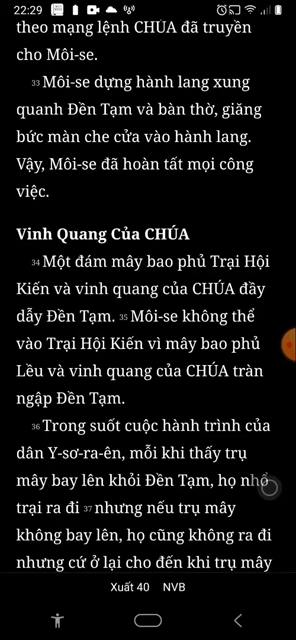 22:29
theo mạng lệnh CHÚA đã truyền
cho Môi-se.
33 Môi-se dựng hành lang xung
quanh Đền Tạm và bàn thờ, giăng
bức màn che cửa vào hành lang.
Vậy, Môi-se đã hoàn tất mọi công
việc.
Vinh Quang Của CHÚA
34 Một đám mây bao phủ Trại Hội
Kiến và vinh quang của CHÚA đầy
dẫy Đền Tạm. 35 Môi-se không thể
vào Trại Hội Kiến vì mây bao phủ
Lều và vinh quang của CHÚA tràn
ngập Đền Tạm.
36 Trong suốt cuộc hành trình của
dân Y-sơ-ra-ên, mỗi khi thấy trụ
mây bay lên khỏi Đền Tạm, họ nhổ
trại ra đi 37 nhưng nếu trụ mây
không bay lên, họ cũng không ra đi
nhưng cứ ở lại cho đến khi trụ mây
Xuất 40 NVB